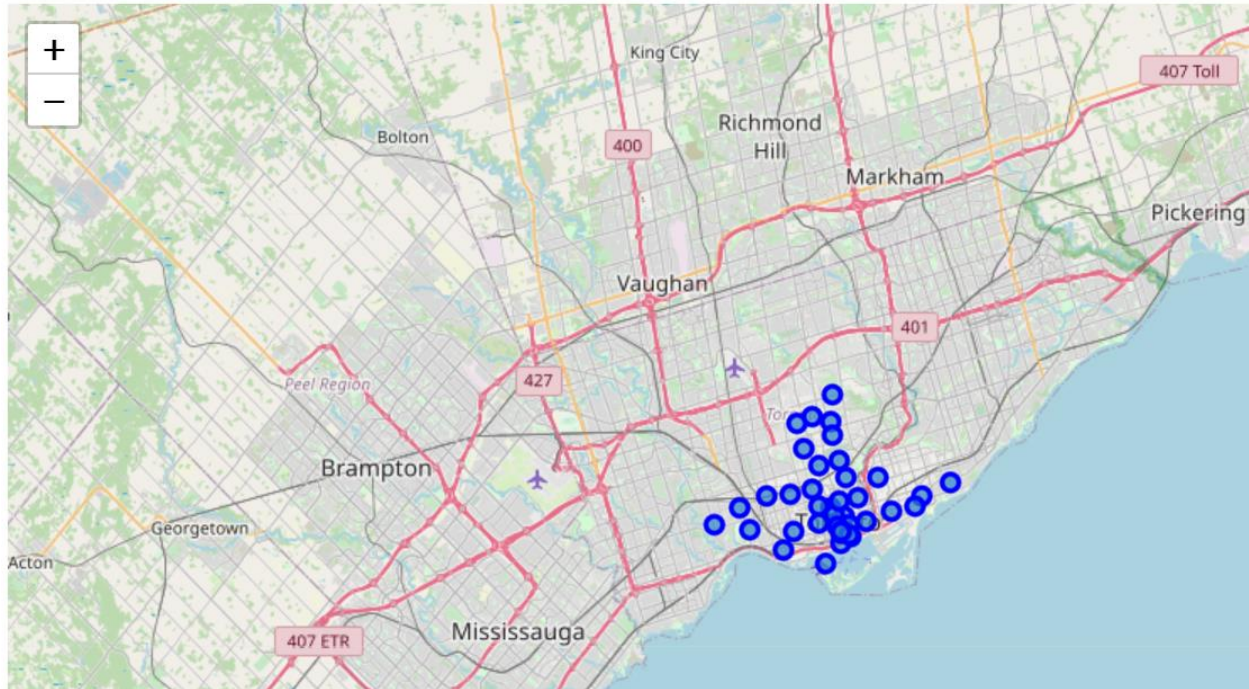 +
−
King City
407 Toll
Bolton
400
Richmond
Hill
Markham
Pickering
Vaughan
401
427
Peel Region
Brampton
Georgetown
Acton
Mississauga
407 ETR